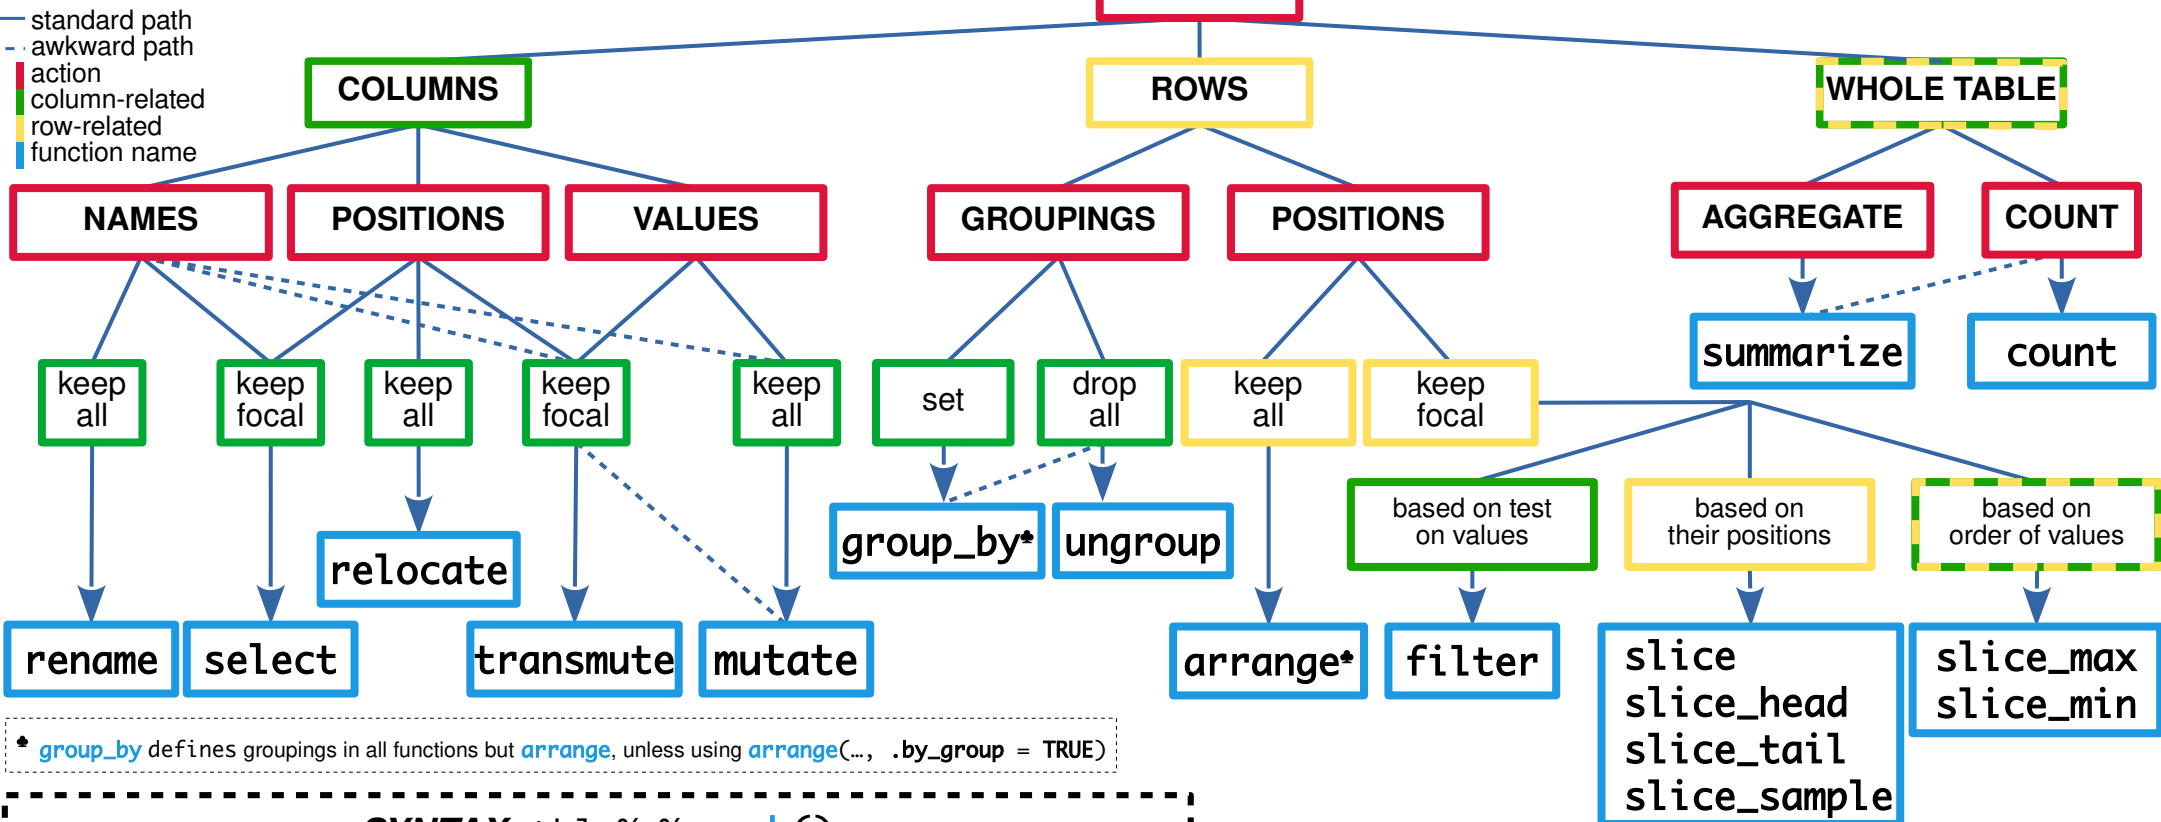 standard path
awkward path
action
column-related
row-related
function name
COLUMNS
ROWS
WHOLE TABLE
NAMES
POSITIONS
VALUES
GROUPINGS
POSITIONS
AGGREGATE
COUNT
keep
all
keep
focal
keep
all
keep
focal
keep
all
set
drop
all
keep
all
keep
focal
summarize
count
based on test
on values
based on
their positions
based on
order of values
group_by♣
ungroup
relocate
rename
select
transmute
mutate
arrange♣
filter
slice
slice_head
slice_tail
slice_sample
slice_max
slice_min
♣ group_by defines groupings in all functions but arrange, unless using arrange(…, .by_group = TRUE)
SYNTAX